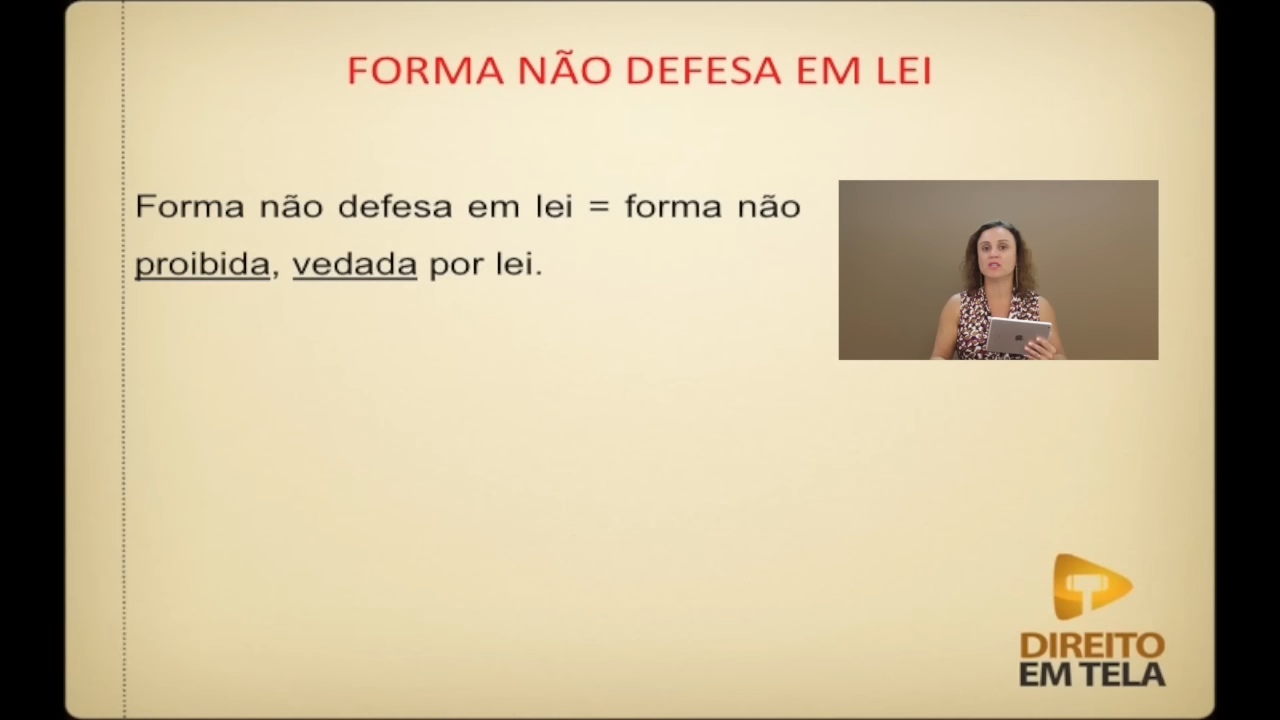 FORMA NÃO DEFESA EM LEI
Forma não defesa em lei = forma não
proibida, vedada por lei.
DIREITO
EM TELA